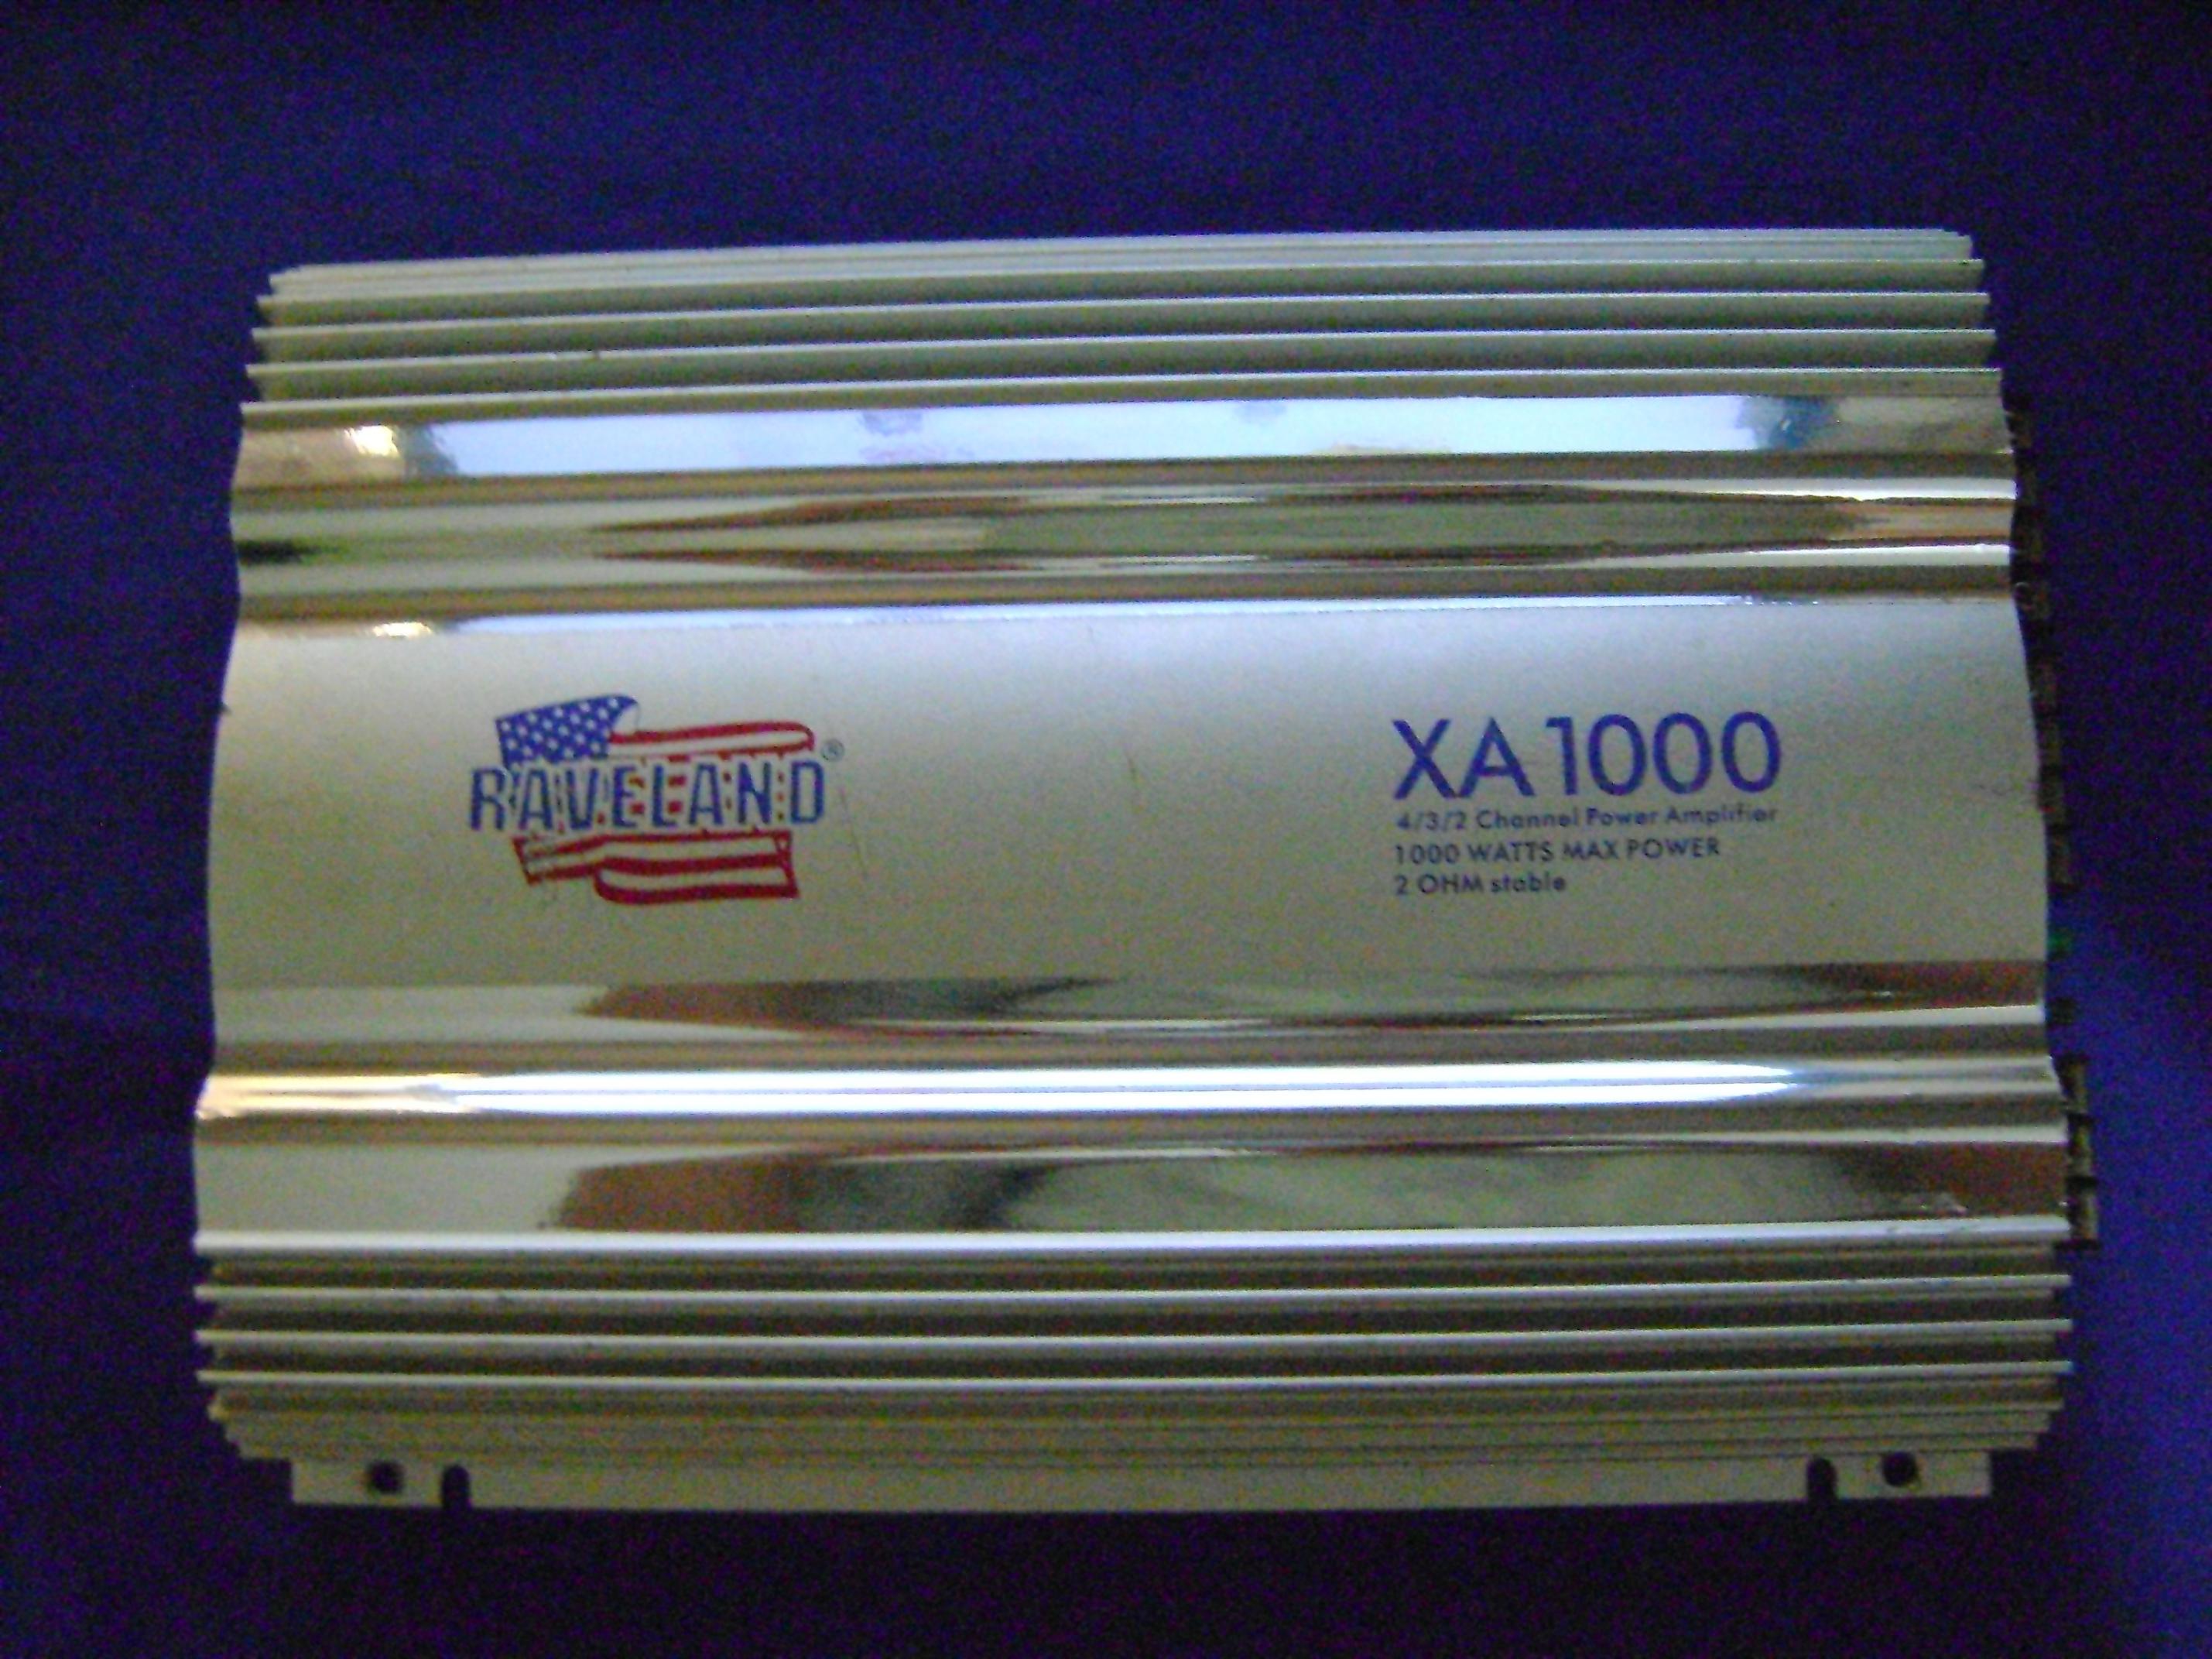 RAVELAND®
XA1000
4/3/2 Channel Power Amplifier
1000 WATTS MAX POWER
2 OHM stable